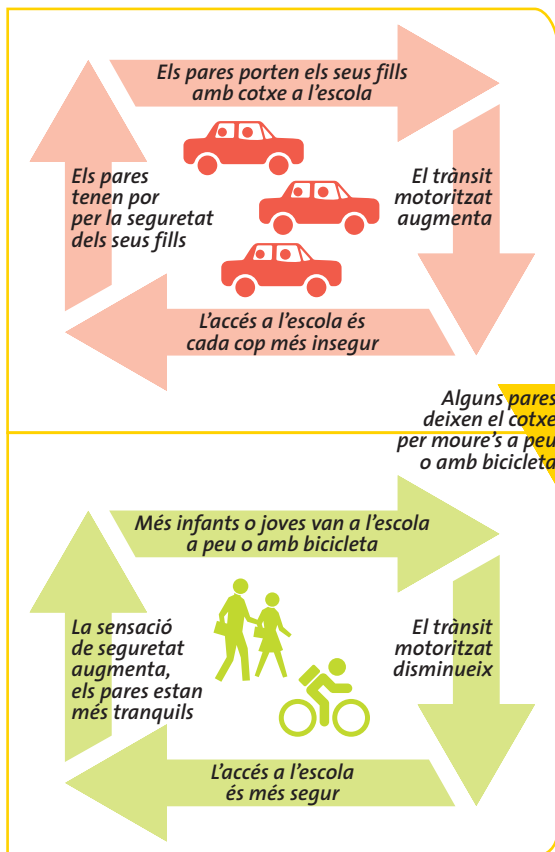 Els pares porten els seus fills
amb cotxe a l'escola
El trànsit
motoritzat
augmenta
L'accés a l'escola és
cada cop més insegur
Els pares
tenen por
per la seguretat
dels seus fills
Alguns pares
deixen el cotxe
per moure's a peu
o amb bicicleta
Més infants o joves van a l'escola
a peu o amb bicicleta
El trànsit
motoritzat
disminueix
L'accés a l'escola
és més segur
La sensació
de seguretat
augmenta,
els pares estan
més tranquils